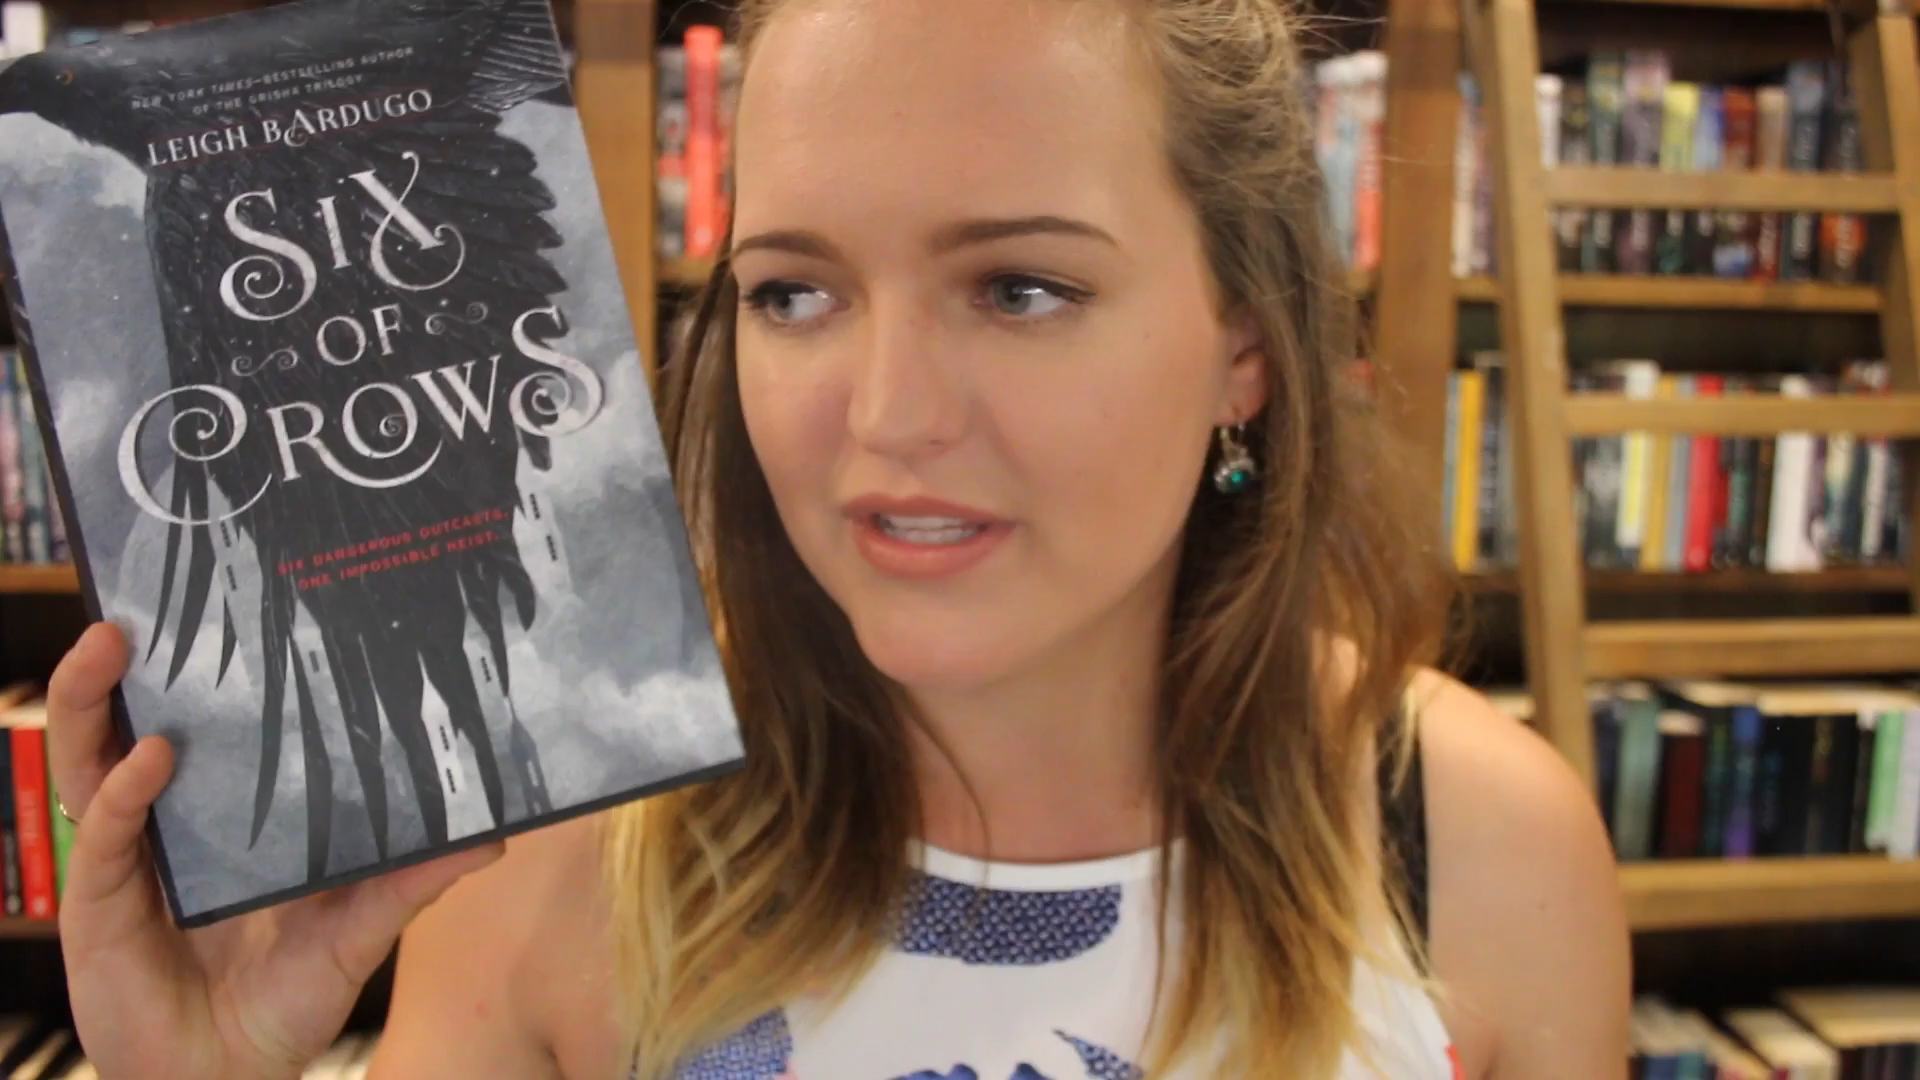 NEW YORK TIMES–BESTSELLING AUTHOR
OF THE GRISHA TRILOGY
LEIGH BARDUGO
SIX
OF
CROWS
SIX DANGEROUS OUTCASTS.
ONE IMPOSSIBLE HEIST.